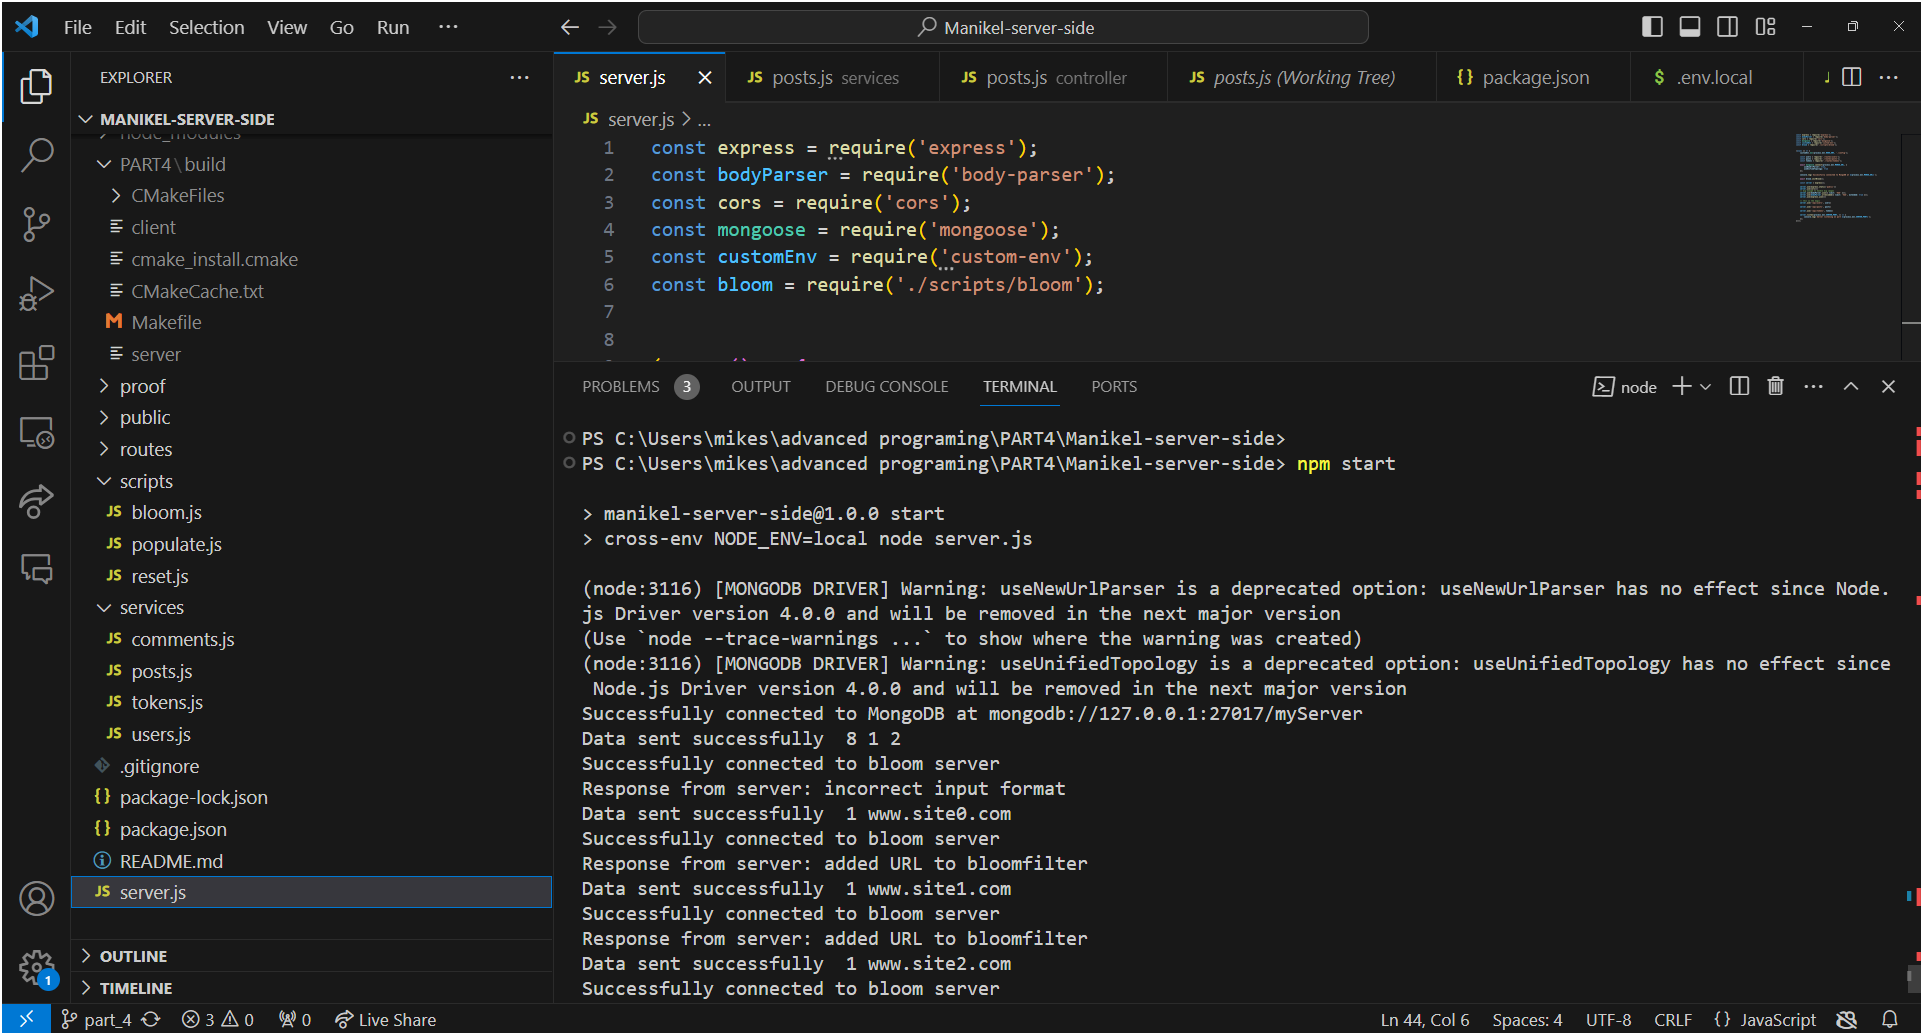 File Edit Selection View Go Run ···
Manikel-server-side
EXPLORER
MANIKEL-SERVER-SIDE
node_modules
PART4\build
CMakeFiles
client
cmake_install.cmake
CMakeCache.txt
M Makefile
server
proof
public
routes
scripts
JS bloom.js
JS populate.js
JS reset.js
services
JS comments.js
JS posts.js
JS tokens.js
JS users.js
.gitignore
{} package-lock.json
{} package.json
README.md
JS server.js
OUTLINE
TIMELINE
JS server.js
JS posts.js services
JS posts.js controller
JS posts.js (Working Tree)
{} package.json
$ .env.local
JS server.js > ...
1 const express = require('express');
2 const bodyParser = require('body-parser');
3 const cors = require('cors');
4 const mongoose = require('mongoose');
5 const customEnv = require('custom-env');
6 const bloom = require('./scripts/bloom');
7
8
PROBLEMS 3 OUTPUT DEBUG CONSOLE TERMINAL PORTS
node
PS C:\Users\mikes\advanced programing\PART4\Manikel-server-side>
PS C:\Users\mikes\advanced programing\PART4\Manikel-server-side> npm start
> manikel-server-side@1.0.0 start
> cross-env NODE_ENV=local node server.js
(node:3116) [MONGODB DRIVER] Warning: useNewUrlParser is a deprecated option: useNewUrlParser has no effect since Node.
js Driver version 4.0.0 and will be removed in the next major version
(Use `node --trace-warnings ...` to show where the warning was created)
(node:3116) [MONGODB DRIVER] Warning: useUnifiedTopology is a deprecated option: useUnifiedTopology has no effect since
Node.js Driver version 4.0.0 and will be removed in the next major version
Successfully connected to MongoDB at mongodb://127.0.0.1:27017/myServer
Data sent successfully  8 1 2
Successfully connected to bloom server
Response from server: incorrect input format
Data sent successfully  1 www.site0.com
Successfully connected to bloom server
Response from server: added URL to bloomfilter
Data sent successfully  1 www.site1.com
Successfully connected to bloom server
Response from server: added URL to bloomfilter
Data sent successfully  1 www.site2.com
Successfully connected to bloom server
1
part_4 3 0 0 Live Share
Ln 44, Col 6 Spaces: 4 UTF-8 CRLF {} JavaScript